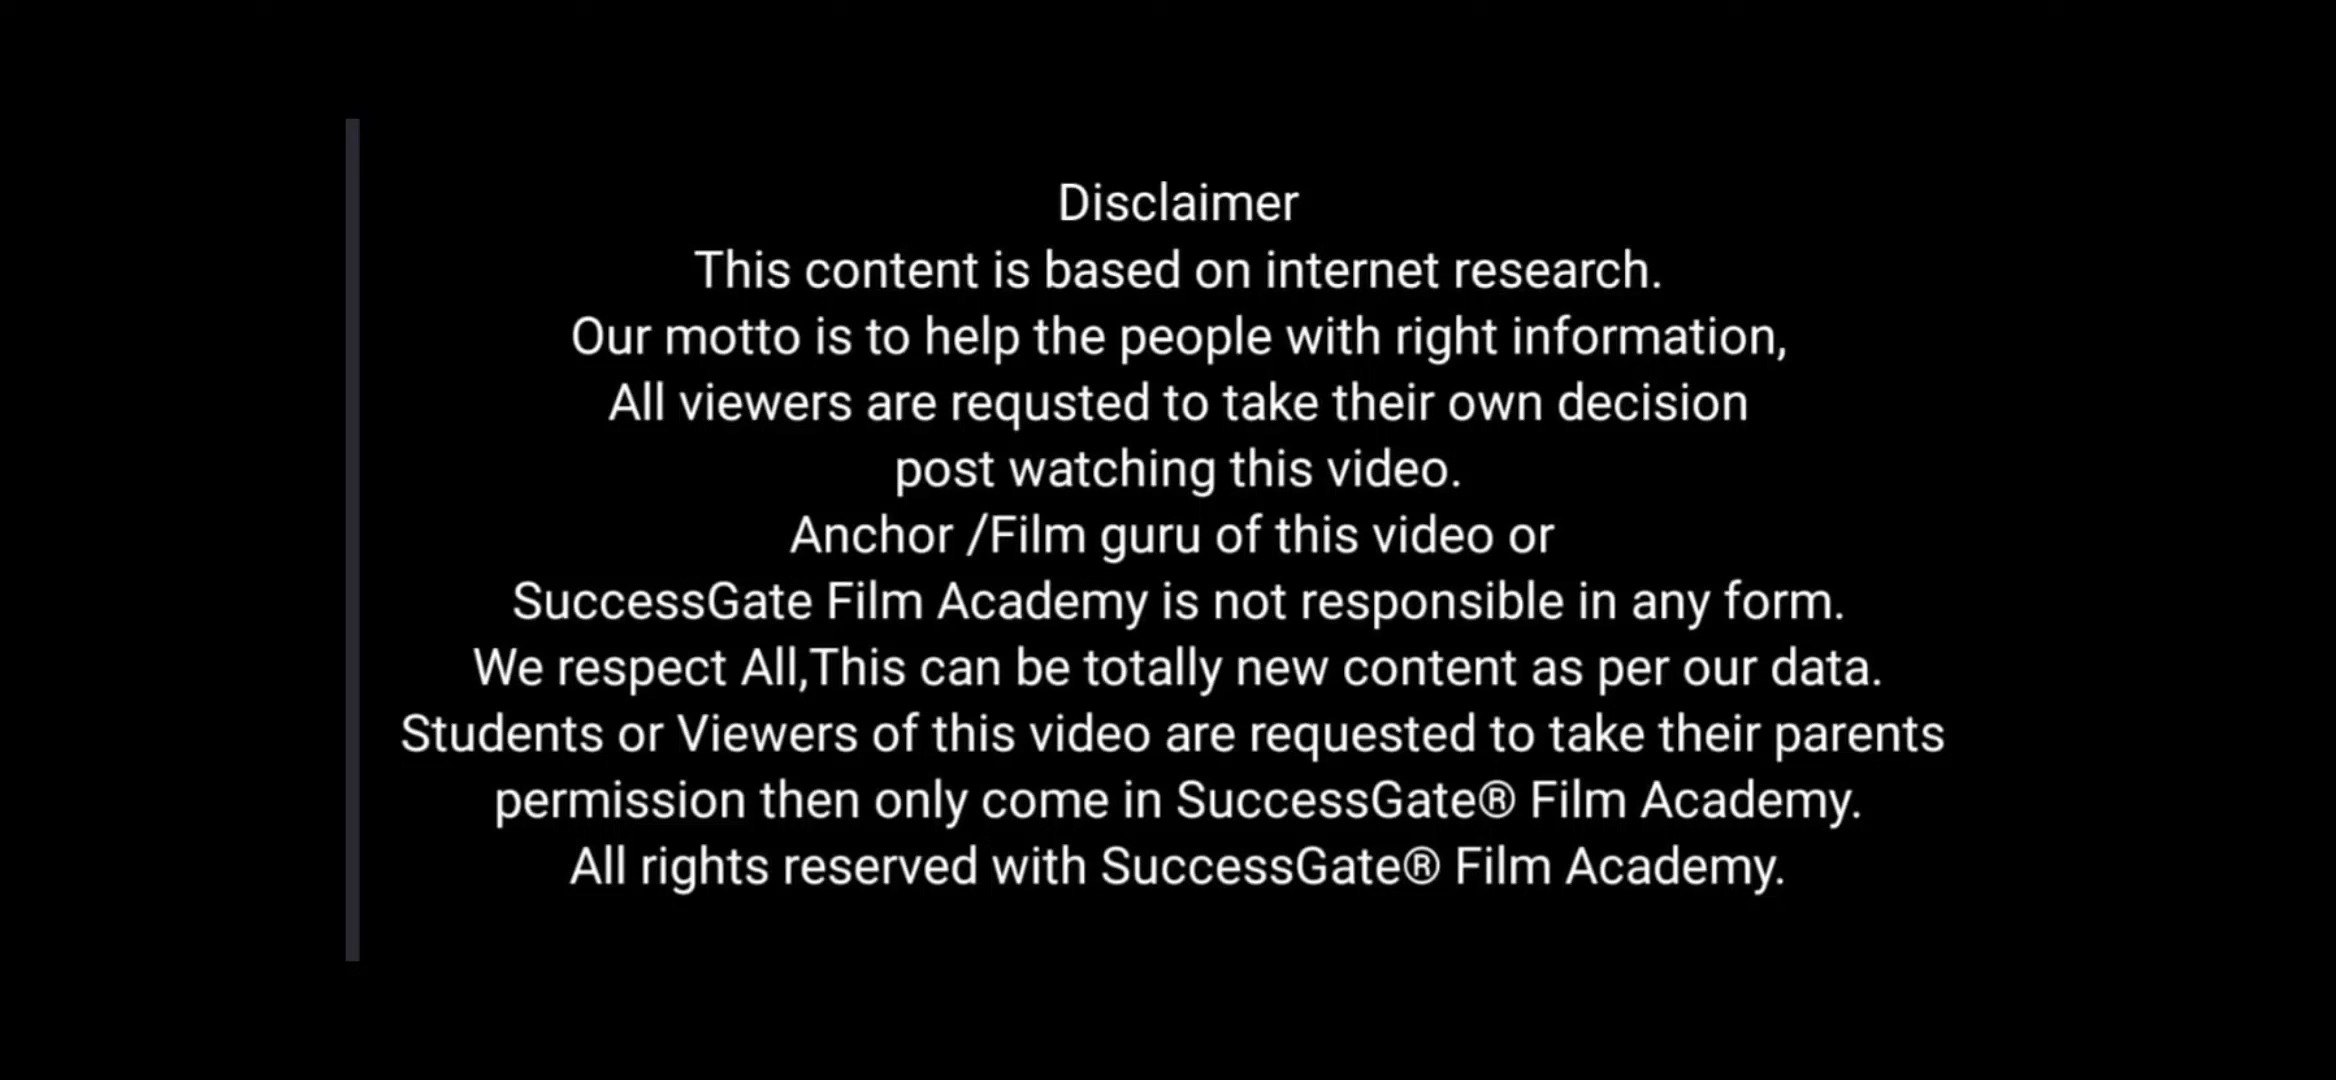 Disclaimer
This content is based on internet research.
Our motto is to help the people with right information,
All viewers are requsted to take their own decision
post watching this video.
Anchor /Film guru of this video or
SuccessGate Film Academy is not responsible in any form.
We respect All,This can be totally new content as per our data.
Students or Viewers of this video are requested to take their parents
permission then only come in SuccessGate® Film Academy.
All rights reserved with SuccessGate® Film Academy.